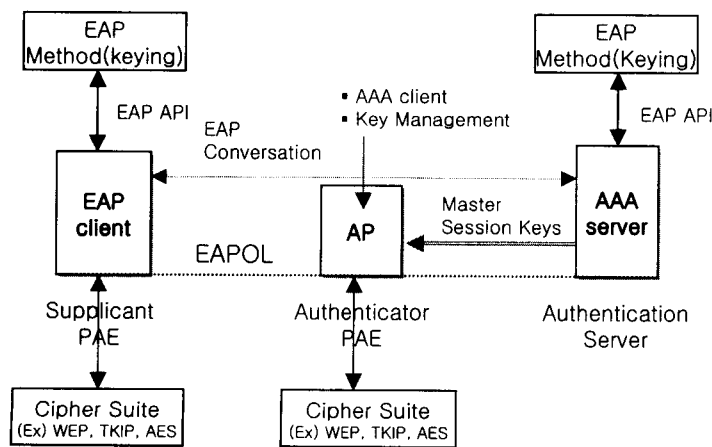 EAP
Method(keying)
EAP
Method(Keying)
EAP API
▪ AAA client
▪ Key Management
EAP API
EAP
Conversation
EAP
client
AP
Master
Session Keys
AAA
server
EAPOL
Supplicant
PAE
Authenticator
PAE
Authentication
Server
Cipher Suite
(Ex) WEP, TKIP, AES
Cipher Suite
(Ex) WEP, TKIP, AES